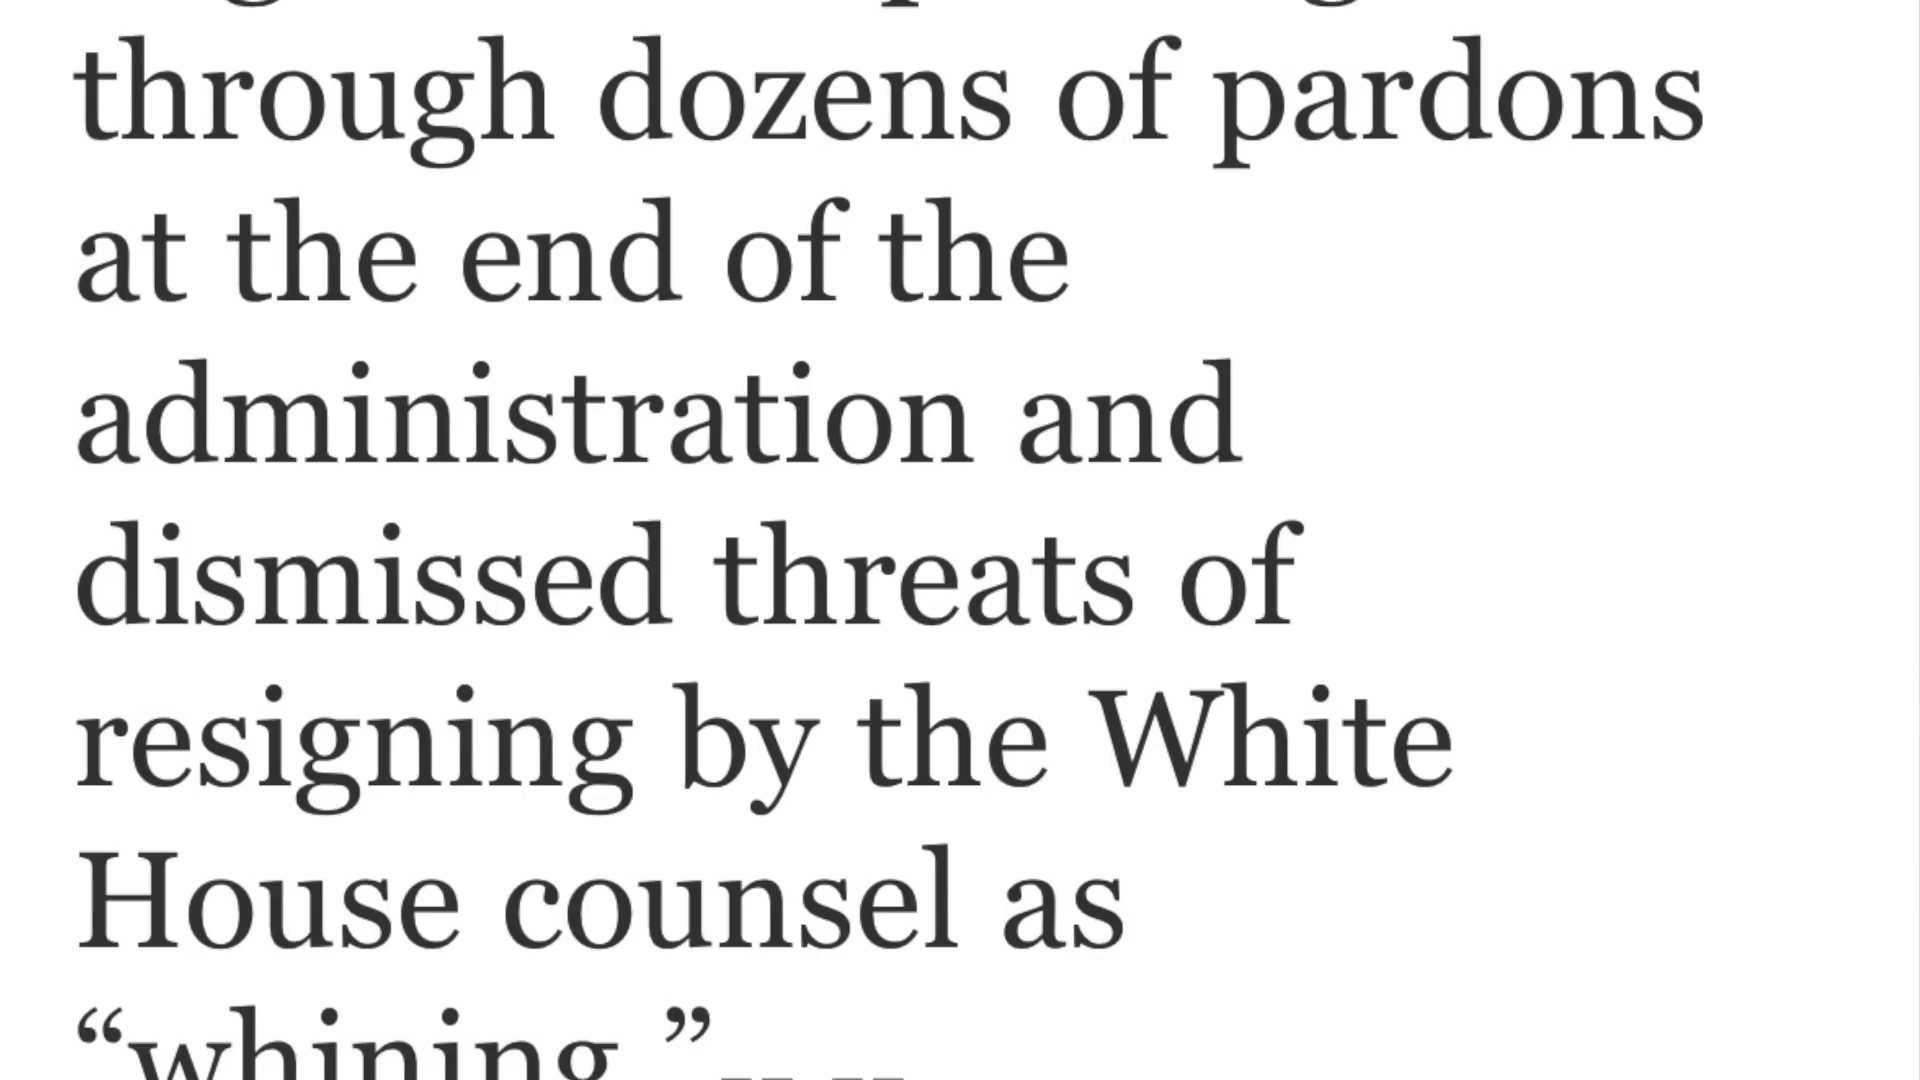 through dozens of pardons
at the end of the
administration and
dismissed threats of
resigning by the White
House counsel as
“whining